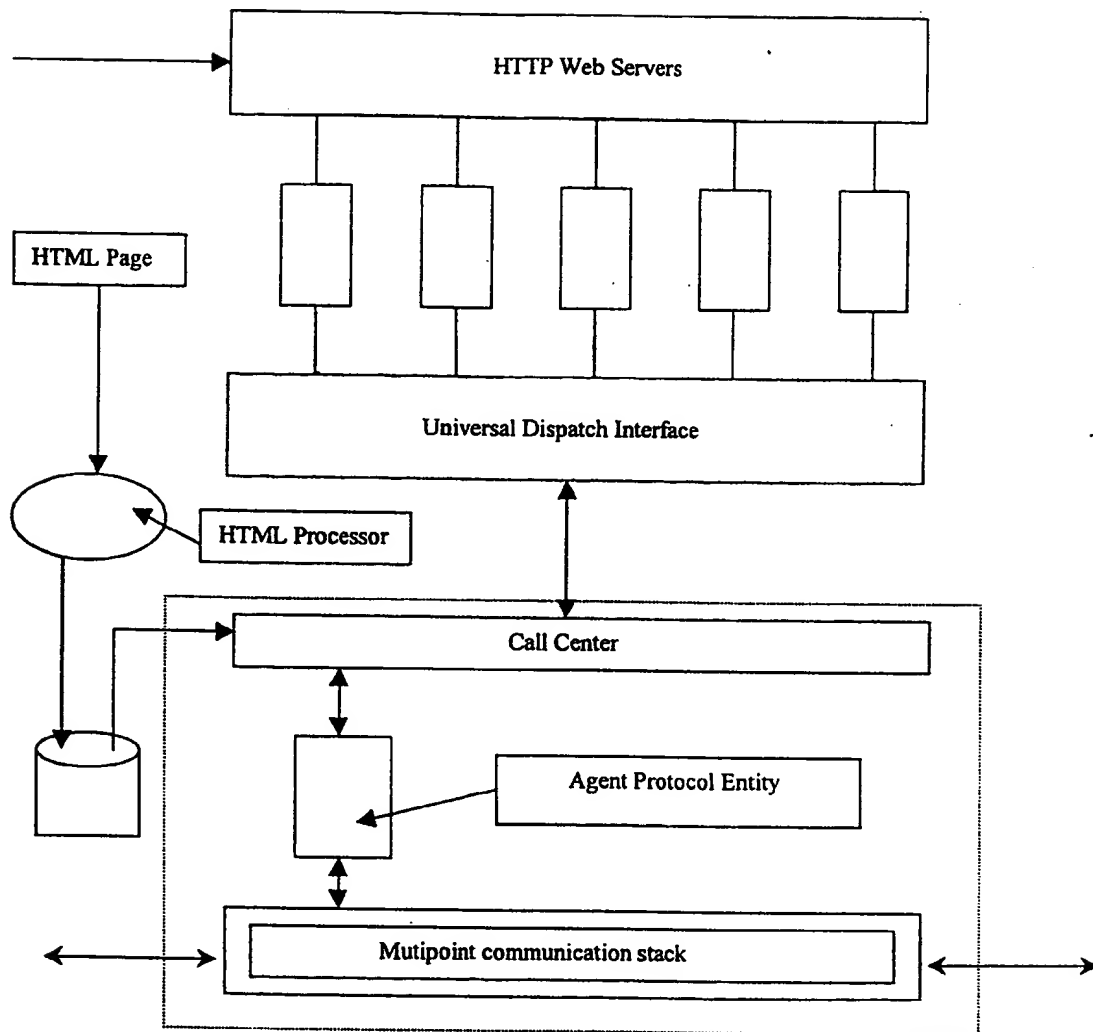 HTTP Web Servers
HTML Page
Universal Dispatch Interface
HTML Processor
Call Center
Agent Protocol Entity
Mutipoint communication stack